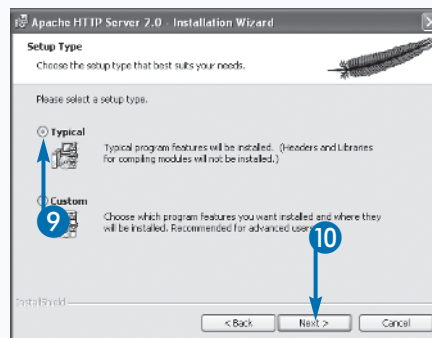 Apache HTTP Server 2.0 - Installation Wizard
Setup Type
Choose the setup type that best suits your needs.
Please select a setup type.
Typical
Typical program features will be installed. (Headers and Libraries
for compiling modules will not be installed.)
9
Custom
Choose which program features you want installed and where they
will be installed. Recommended for advanced users.
10
InstallShield
< Back
Next >
Cancel